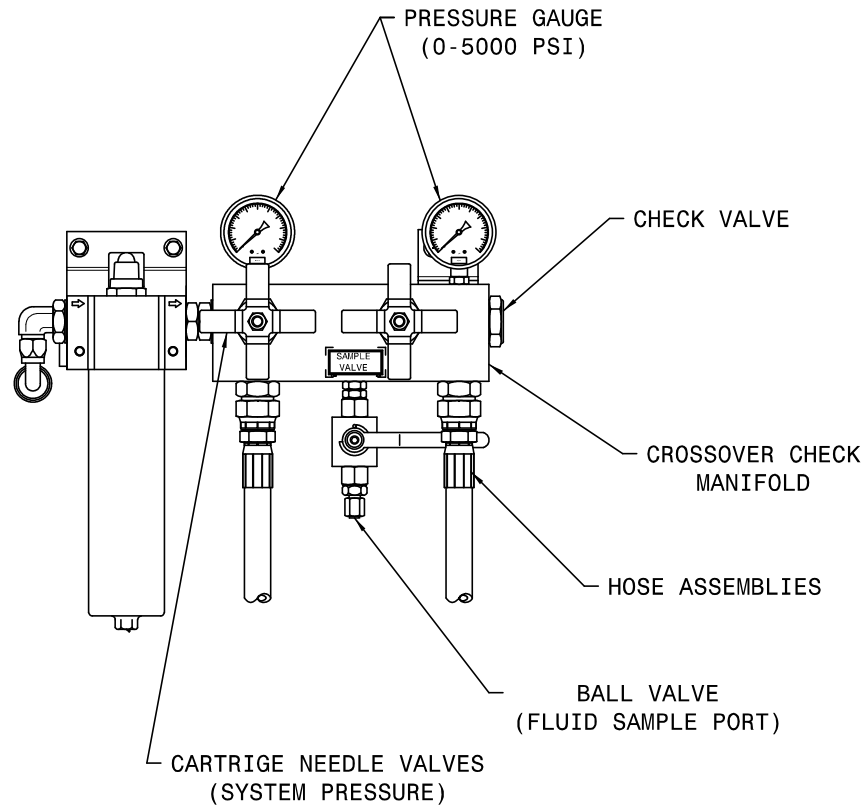 PRESSURE GAUGE
(0-5000 PSI)
CHECK VALVE
SAMPLE
VALVE
CROSSOVER CHECK
MANIFOLD
HOSE ASSEMBLIES
BALL VALVE
(FLUID SAMPLE PORT)
CARTRIGE NEEDLE VALVES
(SYSTEM PRESSURE)